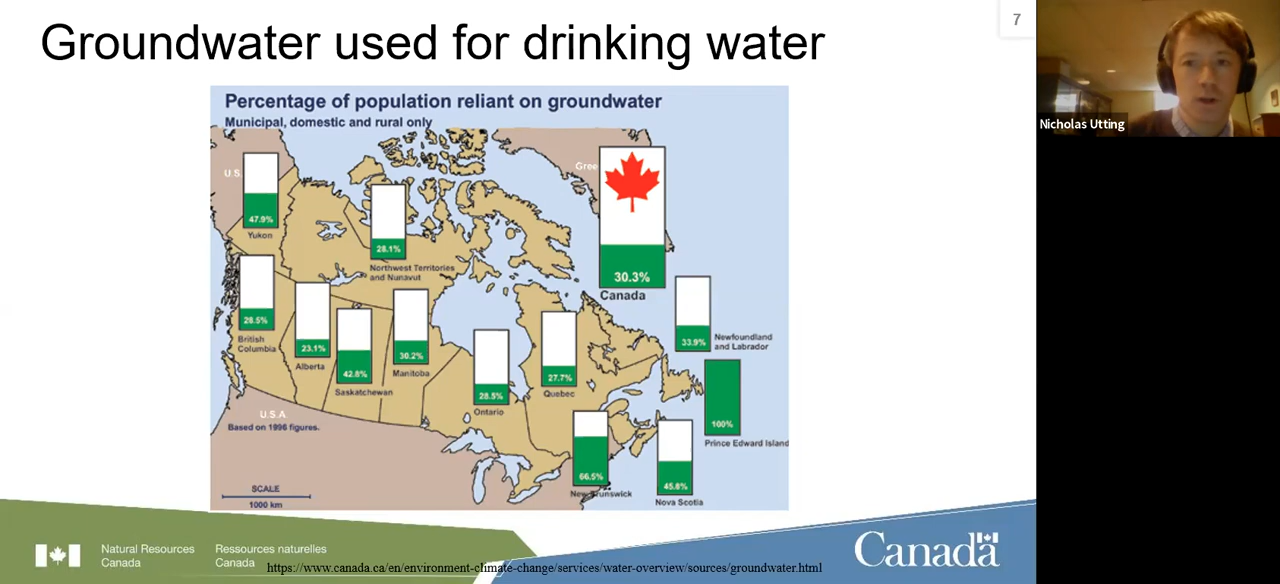 Groundwater used for drinking water
7
Nicholas Utting
Percentage of population reliant on groundwater
Municipal, domestic and rural only
U.S.
Gree
47.9%
Yukon
28.1%
Northwest Territories
and Nunavut
30.3%
Canada
28.5%
British
Columbia
23.1%
Alberta
42.8%
Saskatchewan
30.2%
Manitoba
28.5%
Ontario
27.7%
Quebec
33.9%
Newfoundland
and Labrador
100%
Prince Edward Island
66.5%
New Brunswick
45.8%
Nova Scotia
U.S.A.
Based on 1996 figures.
SCALE
1000 km
Natural Resources
Canada
Ressources naturelles
Canada
https://www.canada.ca/en/environment-climate-change/services/water-overview/sources/groundwater.html
Canada